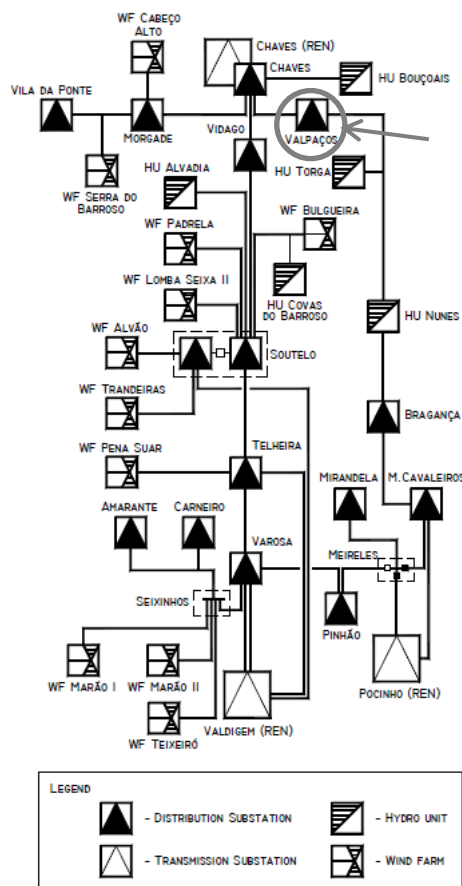 WF Cabeço
Alto
Chaves (REN)
Chaves
HU Bouçoais
Vila da Ponte
Morgade
Vidago
Valpaços
HU Alvadia
HU Torga
WF Serra do
Barroso
WF Padrela
WF Bulgueira
WF Lomba Seixa II
HU Covas
do Barroso
HU Nunes
WF Alvão
Soutelo
WF Trandeiras
Bragança
WF Pena Suar
Telheira
Mirandela
M.Cavaleiros
Amarante
Carneiro
Varosa
Meireles
Seixinhos
Pinhão
WF Marão I
WF Marão II
Valdigem (REN)
Pocinho (REN)
WF Teixeiró
Legend
- Distribution Substation
- Hydro unit
- Transmission Substation
- Wind farm